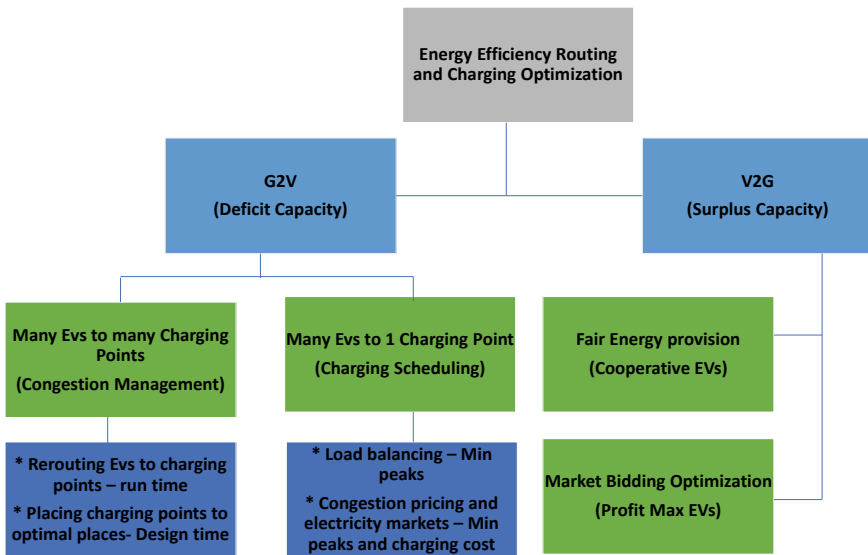 Energy Efficiency Routing
and Charging Optimization
G2V
(Deficit Capacity)
V2G
(Surplus Capacity)
Many Evs to many Charging
Points
(Congestion Management)
Many Evs to 1 Charging Point
(Charging Scheduling)
Fair Energy provision
(Cooperative EVs)
* Rerouting Evs to charging
points – run time
* Placing charging points to
optimal places- Design time
* Load balancing – Min
peaks
* Congestion pricing and
electricity markets – Min
peaks and charging cost
Market Bidding Optimization
(Profit Max EVs)